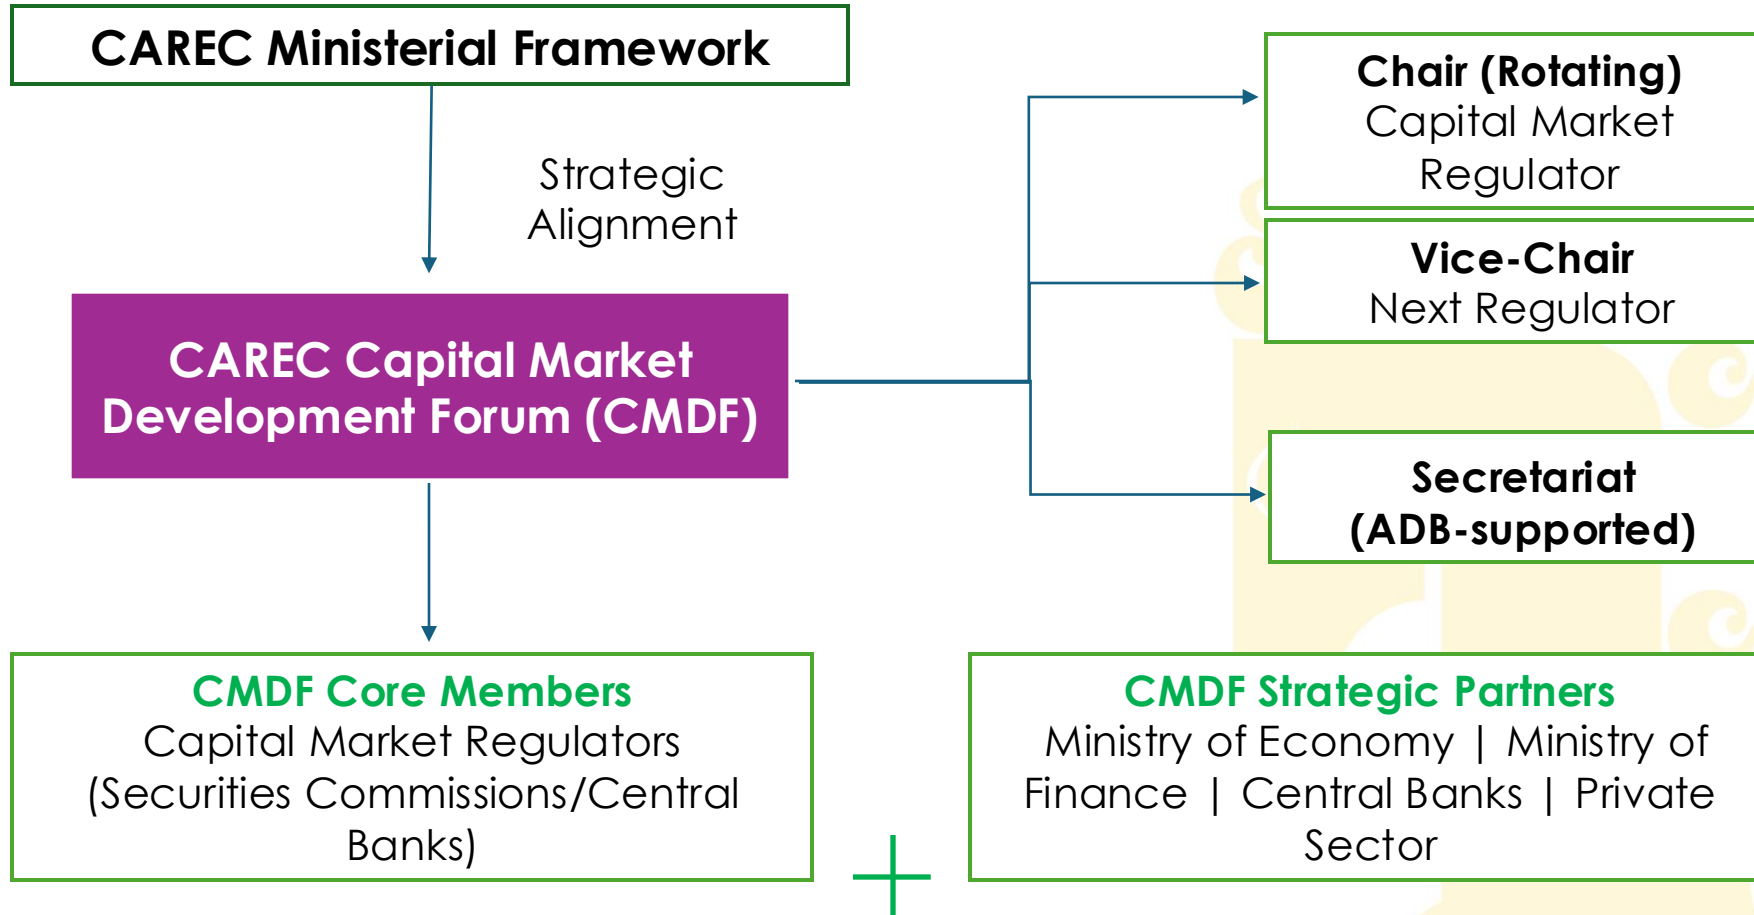 CAREC Ministerial Framework
Strategic
Alignment
CAREC Capital Market
Development Forum (CMDF)
Chair (Rotating)
Capital Market
Regulator
Vice-Chair
Next Regulator
Secretariat
(ADB-supported)
CMDF Core Members
Capital Market Regulators
(Securities Commissions/Central
Banks)
CMDF Strategic Partners
Ministry of Economy | Ministry of
Finance | Central Banks | Private
Sector